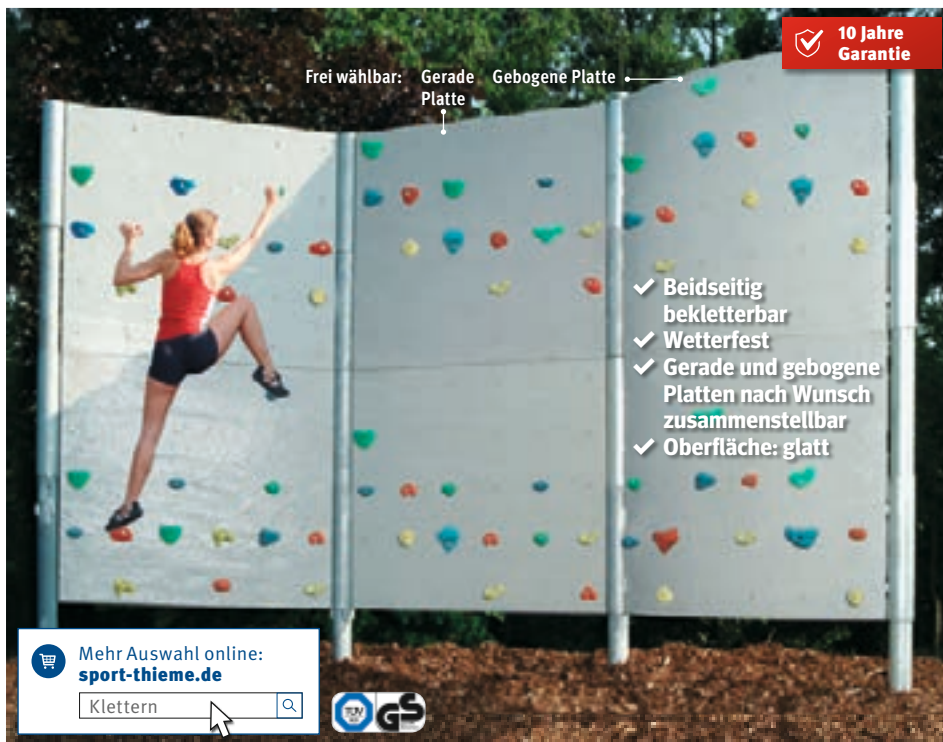 10 Jahre
Garantie
Frei wählbar: Gerade Gebogene Platte
Platte
Beidseitig
bekletterbar
Wetterfest
Gerade und gebogene
Platten nach Wunsch
zusammenstellbar
Oberfläche: glatt
Mehr Auswahl online:
sport-thieme.de
Klettern
TÜV GS